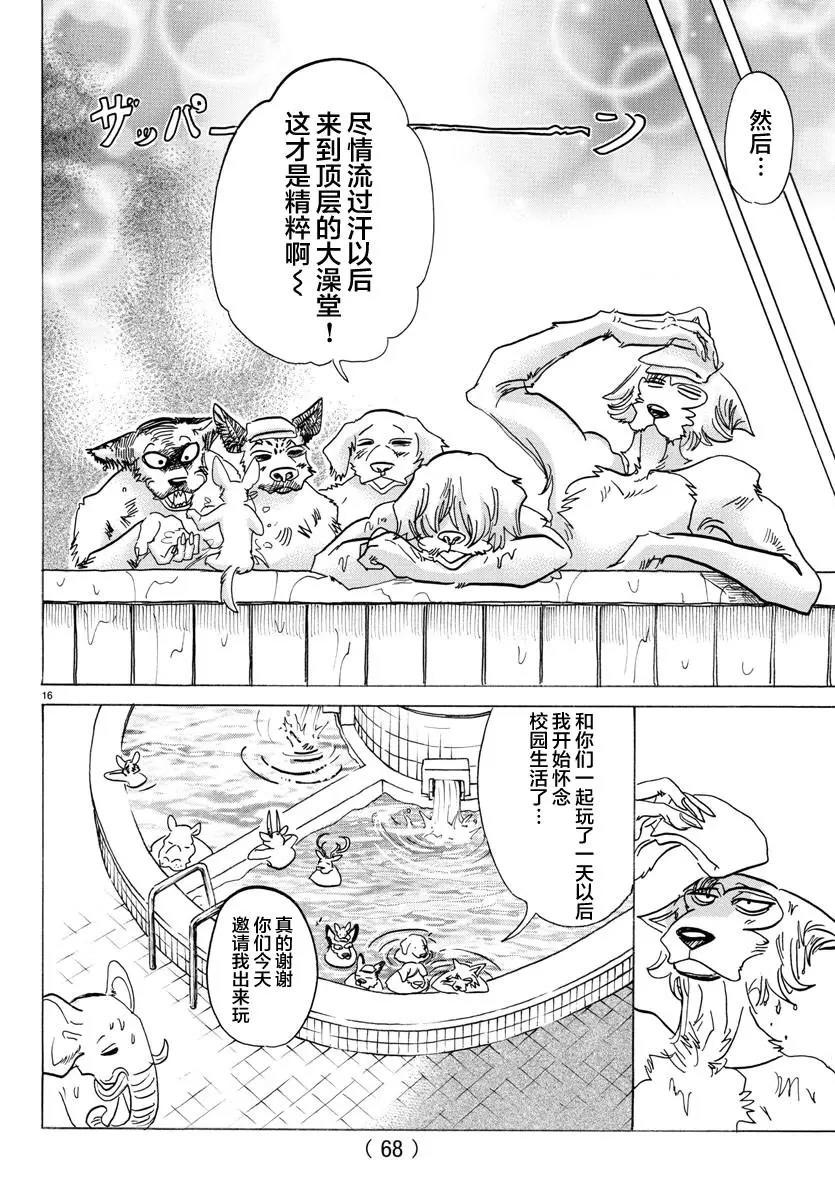 然后…
尽情流过汗以后
来到顶层的大澡堂！
这才是精粹啊～
ザッパーーン
16
和你们一起玩了一天以后
我开始怀念
校园生活了…
真的谢谢
你们今天
邀请我出来玩
(68)